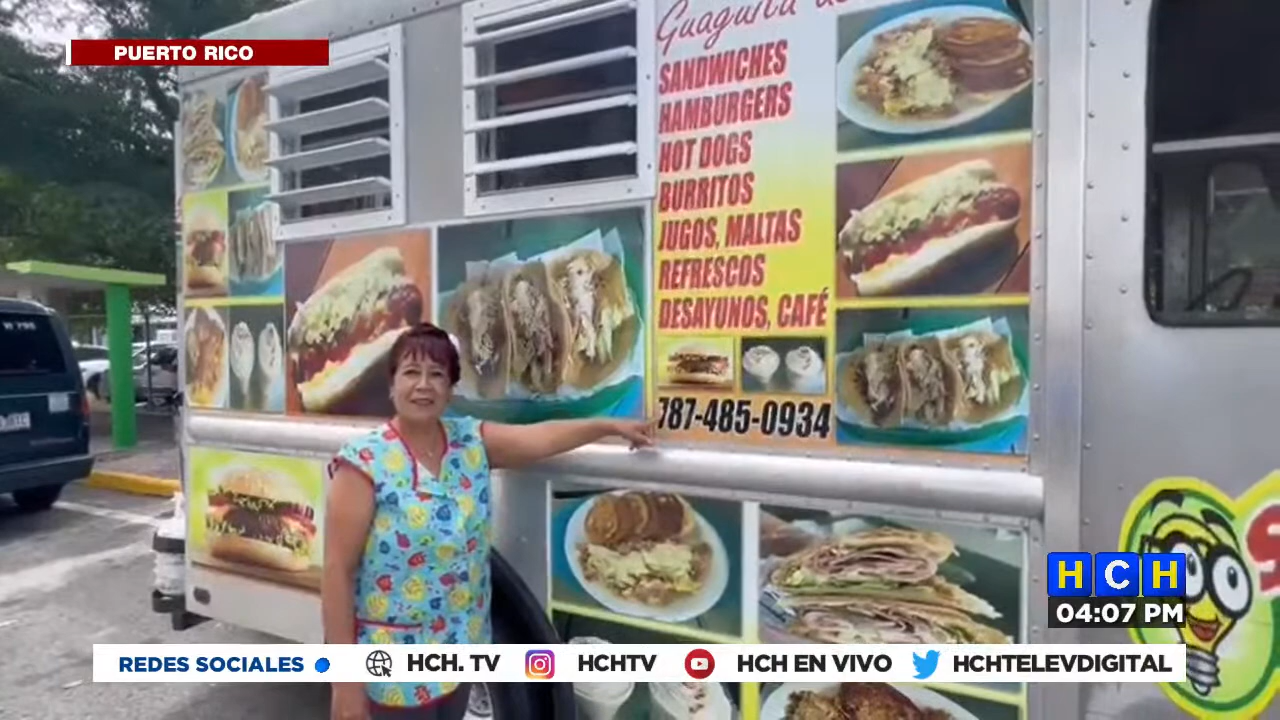 PUERTO RICO
Guagüita
SANDWICHES
HAMBURGERS
HOT DOGS
BURRITOS
JUGOS, MALTAS
REFRESCOS
DESAYUNOS, CAFÉ
787-485-0934
HCH
04:07 PM
REDES SOCIALES HCH. TV HCHTV HCH EN VIVO HCHTELEVDIGITAL